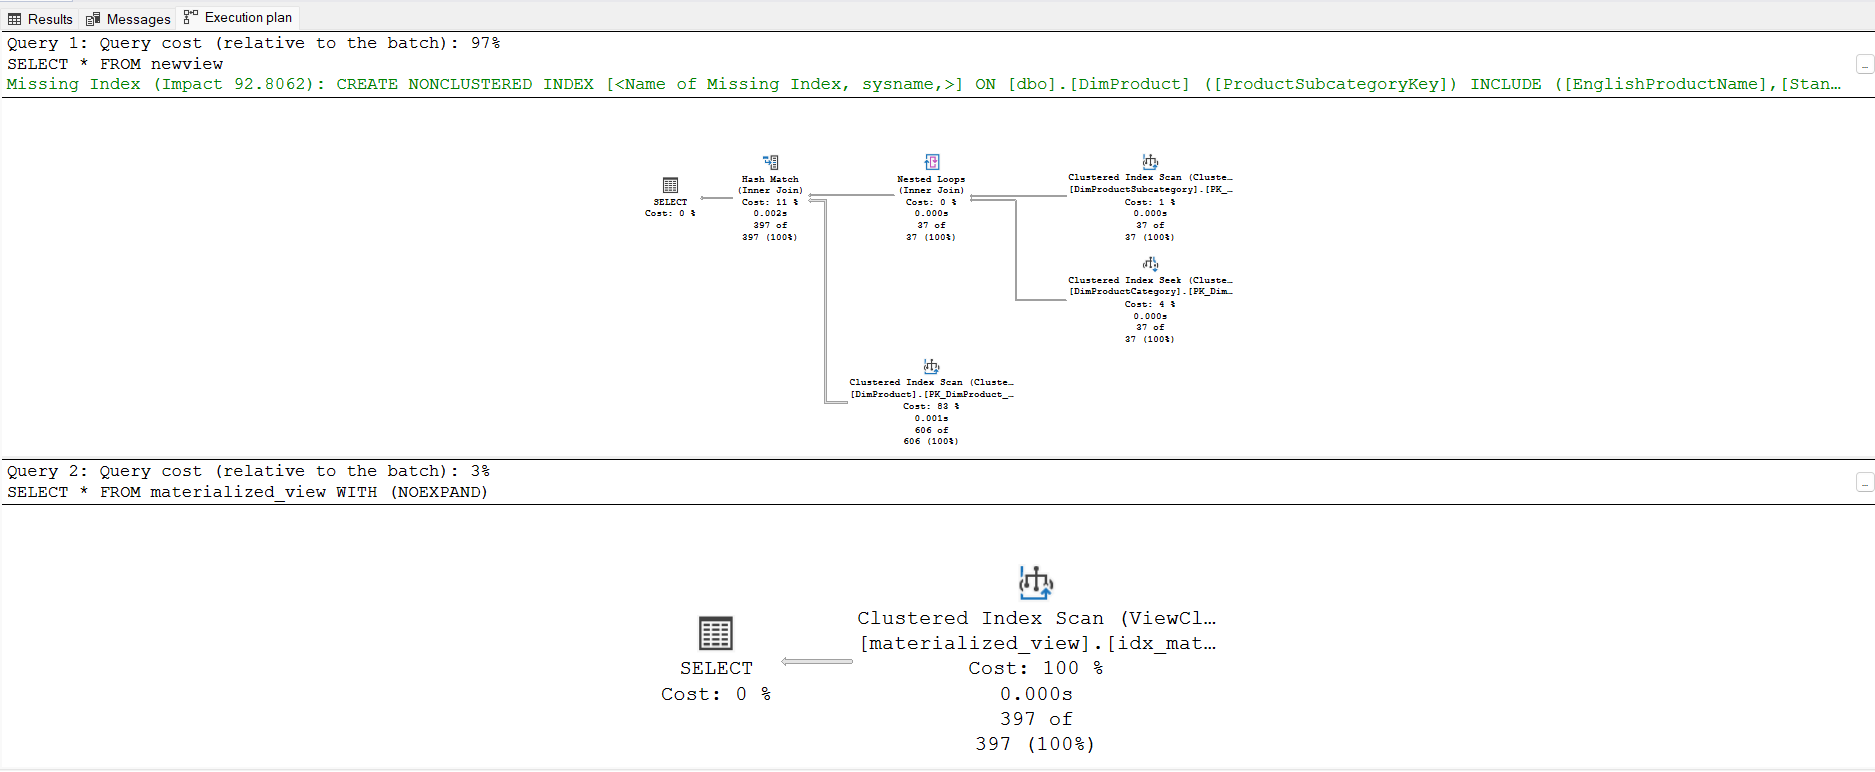 Results Messages Execution plan
Query 1: Query cost (relative to the batch): 97%
SELECT * FROM newview
Missing Index (Impact 92.8062): CREATE NONCLUSTERED INDEX [<Name of Missing Index, sysname,>] ON [dbo].[DimProduct] ([ProductSubcategoryKey]) INCLUDE ([EnglishProductName],[Stan…
SELECT
Cost: 0 %
Hash Match
(Inner Join)
Cost: 11 %
0.002s
397 of
397 (100%)
Nested Loops
(Inner Join)
Cost: 0 %
0.000s
37 of
37 (100%)
Clustered Index Scan (Cluste…
[DimProductSubcategory].[PK_…
Cost: 1 %
0.000s
37 of
37 (100%)
Clustered Index Seek (Cluste…
[DimProductCategory].[PK_Dim…
Cost: 4 %
0.000s
37 of
37 (100%)
Clustered Index Scan (Cluste…
[DimProduct].[PK_DimProduct_…
Cost: 83 %
0.001s
606 of
606 (100%)
Query 2: Query cost (relative to the batch): 3%
SELECT * FROM materialized_view WITH (NOEXPAND)
SELECT
Cost: 0 %
Clustered Index Scan (ViewCl…
[materialized_view].[idx_mat…
Cost: 100 %
0.000s
397 of
397 (100%)